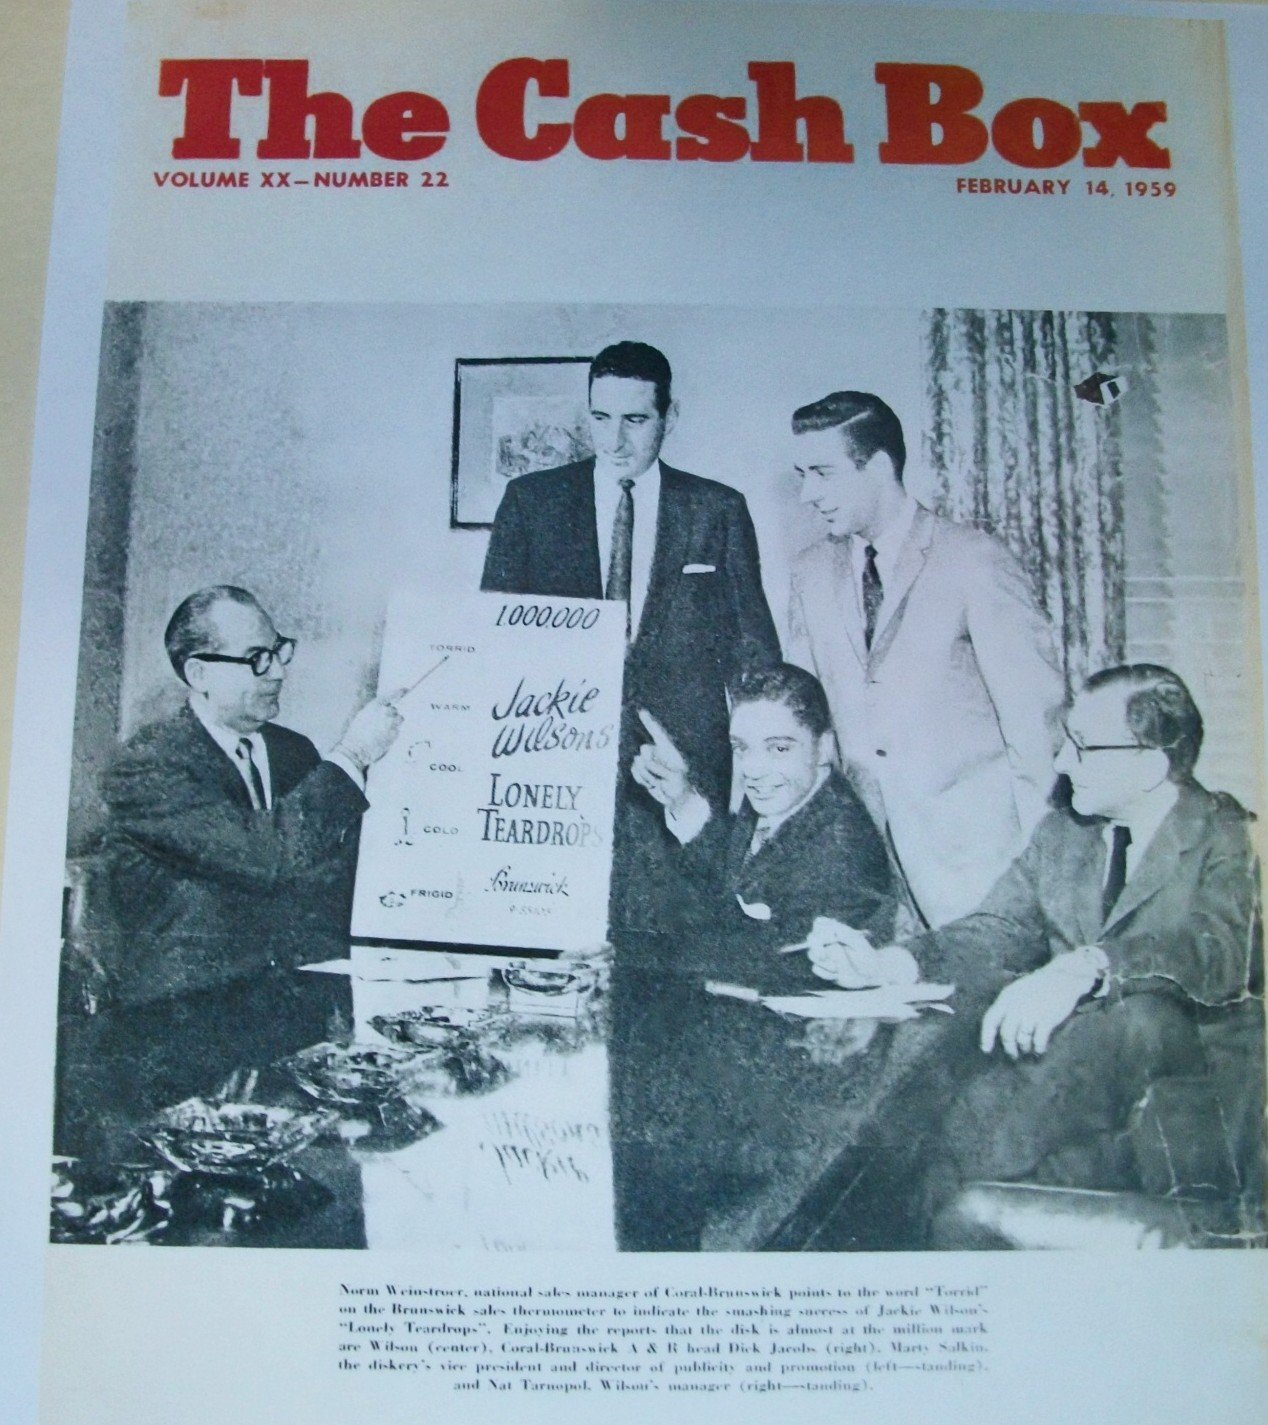 The Cash Box
VOLUME XX—NUMBER 22
FEBRUARY 14, 1959
1,000,000
TORRID
WARM
COOL
COLD
FRIGID
Jackie
Wilsons
LONELY
TEARDROPS
Brunswick
Norm Weinstroer, national sales manager of Coral-Brunswick points to the word "Torrid"
on the Brunswick sales thermometer to indicate the smashing success of Jackie Wilson's
"Lonely Teardrops". Enjoying the reports that the disk is almost at the million mark
are Wilson (center), Coral-Brunswick A & R head Dick Jacobs (right), Marty Salkin,
the diskery's vice president and director of publicity and promotion (left—standing),
and Nat Tarnopol, Wilson's manager (right—standing).